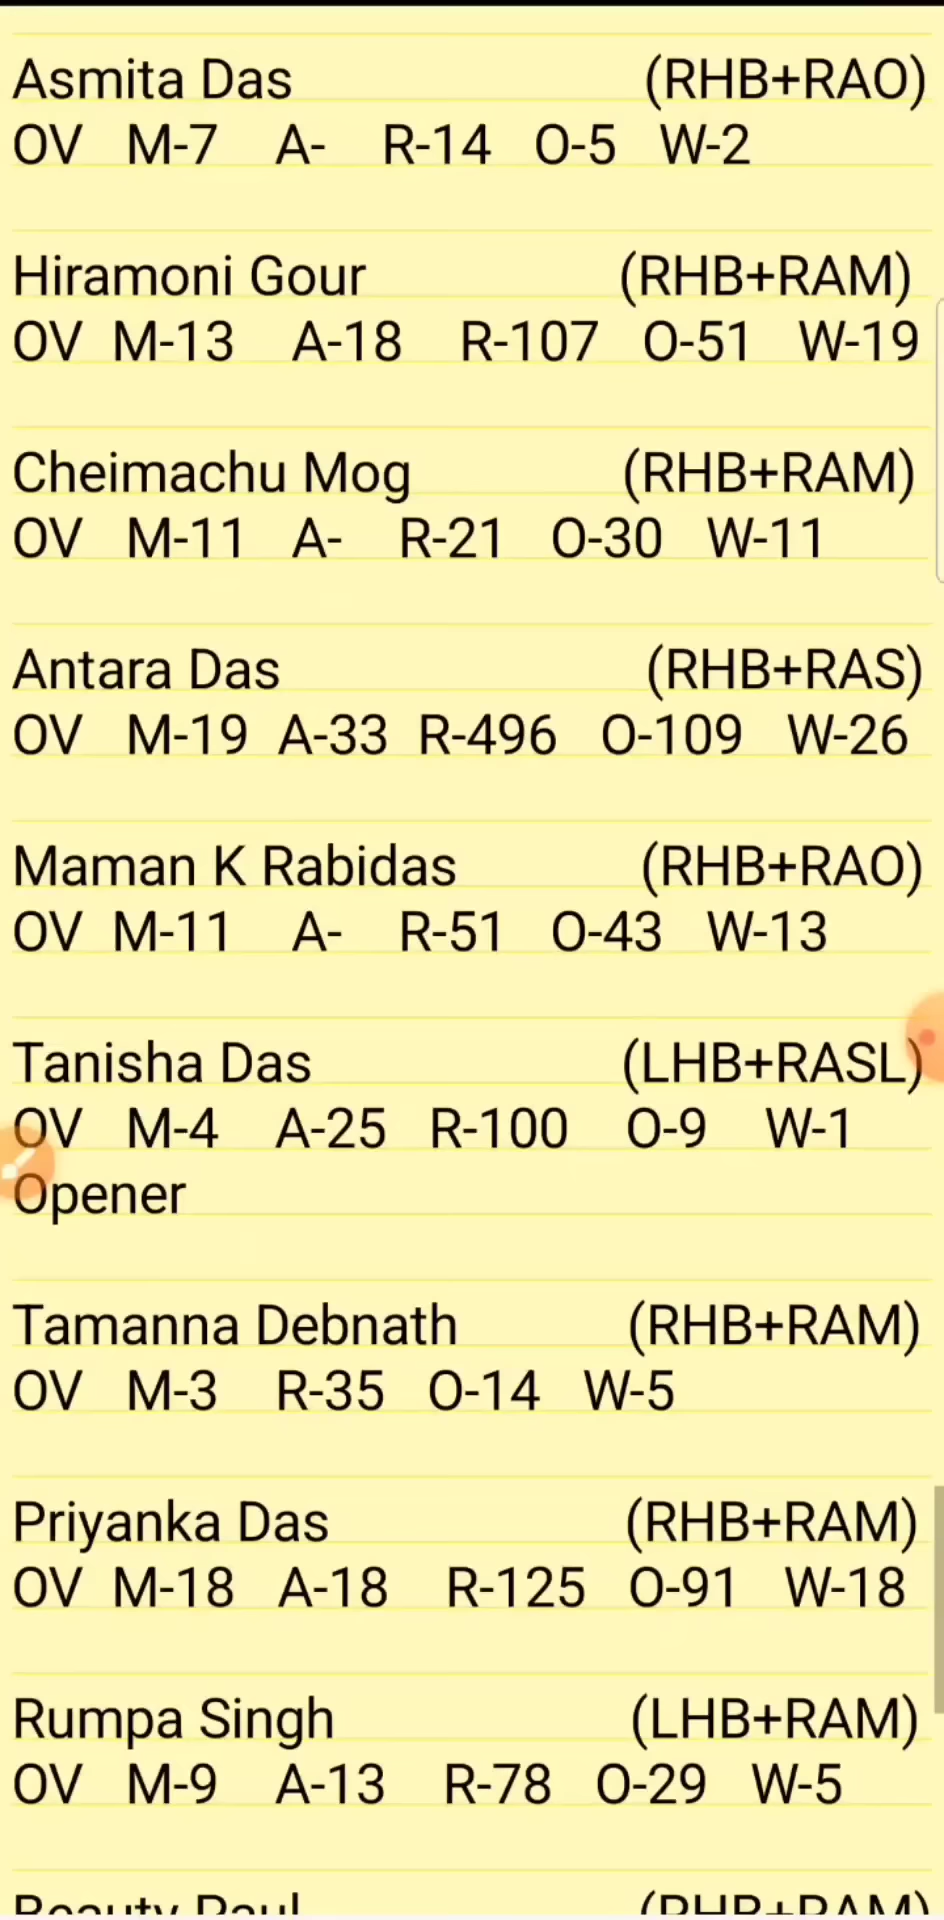 Asmita Das (RHB+RAO)
OV M-7 A- R-14 O-5 W-2
Hiramoni Gour (RHB+RAM)
OV M-13 A-18 R-107 O-51 W-19
Cheimachu Mog (RHB+RAM)
OV M-11 A- R-21 O-30 W-11
Antara Das (RHB+RAS)
OV M-19 A-33 R-496 O-109 W-26
Maman K Rabidas (RHB+RAO)
OV M-11 A- R-51 O-43 W-13
Tanisha Das (LHB+RASL)
OV M-4 A-25 R-100 O-9 W-1
Opener
Tamanna Debnath (RHB+RAM)
OV M-3 R-35 O-14 W-5
Priyanka Das (RHB+RAM)
OV M-18 A-18 R-125 O-91 W-18
Rumpa Singh (LHB+RAM)
OV M-9 A-13 R-78 O-29 W-5
Beauty Paul (RHB+RAM)